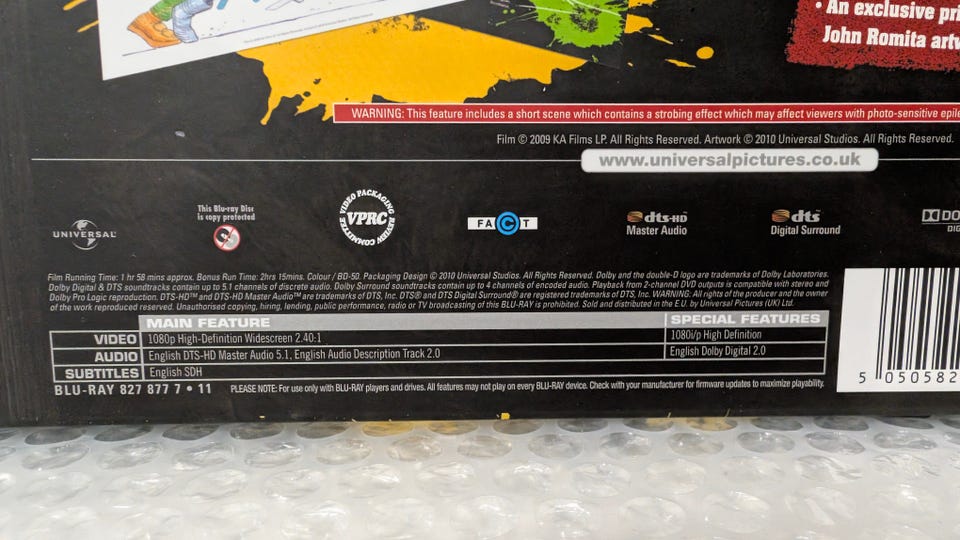 • An exclusive pri
John Romita artw
WARNING: This feature includes a short scene which contains a strobing effect which may affect viewers with photo-sensitive epile
Film © 2009 KA Films LP. All Rights Reserved. Artwork © 2010 Universal Studios. All Rights Reserved.
www.universalpictures.co.uk
UNIVERSAL
This Blu-ray Disc
is copy protected
VIDEO PACKAGING REVIEW COMMITTEE
VPRC
FACT
dts-HD
Master Audio
dts
Digital Surround
DO
DIG
Film Running Time: 1 hr 58 mins approx. Bonus Run Time: 2hrs 15mins. Colour / BD-50. Packaging Design © 2010 Universal Studios. All Rights Reserved. Dolby and the double-D logo are trademarks of Dolby Laboratories.
Dolby Digital & DTS soundtracks contain up to 5.1 channels of discrete audio. Dolby Surround soundtracks contain up to 4 channels of encoded audio. Playback from 2-channel DVD outputs is compatible with stereo and
Dolby Pro Logic reproduction. DTS-HD™ and DTS-HD Master Audio™ are trademarks of DTS, Inc. DTS® and DTS Digital Surround® are registered trademarks of DTS, Inc. WARNING: All rights of the producer and the owner
of the work reproduced reserved. Unauthorised copying, hiring, lending, public performance, radio or TV broadcasting of this BLU-RAY is prohibited. Sold and distributed in the E.U. by Universal Pictures (UK) Ltd.
MAIN FEATURE SPECIAL FEATURES
VIDEO 1080p High-Definition Widescreen 2.40:1 1080i/p High Definition
AUDIO English DTS-HD Master Audio 5.1, English Audio Description Track 2.0 English Dolby Digital 2.0
SUBTITLES English SDH
BLU-RAY 827 877 7 • 11 PLEASE NOTE: For use only with BLU-RAY players and drives. All features may not play on every BLU-RAY device. Check with your manufacturer for firmware updates to maximize playability.
5 050582